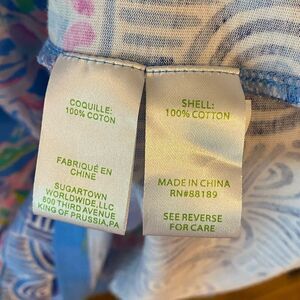 COQUILLE:
100% COTON
FABRIQUÉ EN
CHINE
SUGARTOWN
WORLDWIDE,LLC
800 THIRD AVENUE
KING OF PRUSSIA,PA
SHELL:
100% COTTON
MADE IN CHINA
RN#88189
SEE REVERSE
FOR CARE